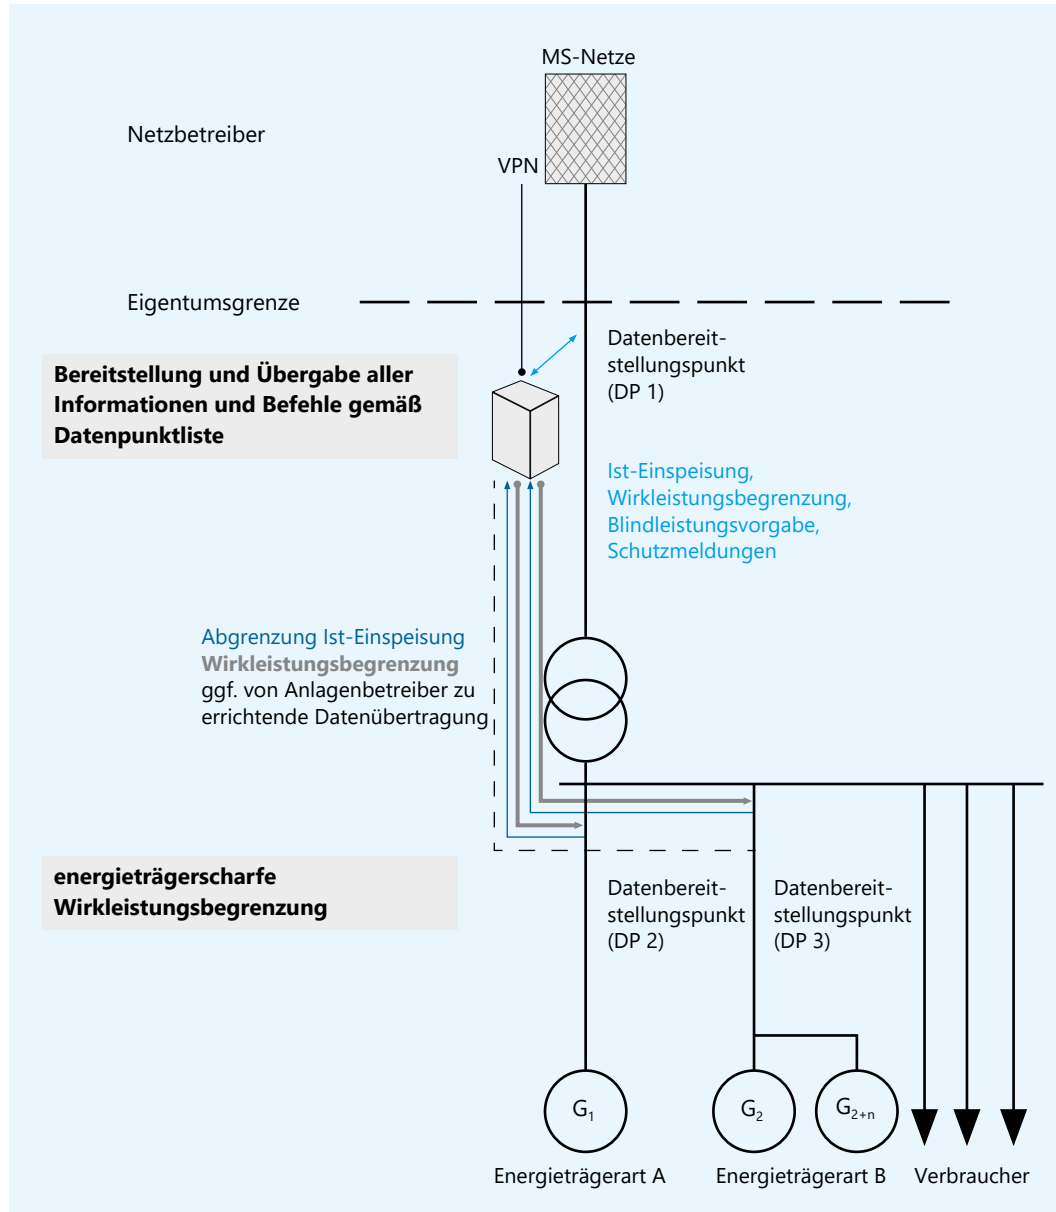 MS-Netze
Netzbetreiber
VPN
Eigentumsgrenze
Datenbereit-
stellungspunkt
(DP 1)
Bereitstellung und Übergabe aller
Informationen und Befehle gemäß
Datenpunktliste
Ist-Einspeisung,
Wirkleistungsbegrenzung,
Blindleistungsvorgabe,
Schutzmeldungen
Abgrenzung Ist-Einspeisung
Wirkleistungsbegrenzung
ggf. von Anlagenbetreiber zu
errichtende Datenübertragung
energieträgerscharfe
Wirkleistungsbegrenzung
Datenbereit-
stellungspunkt
(DP 2)
Datenbereit-
stellungspunkt
(DP 3)
G1
G2
G2+n
Energieträgerart A
Energieträgerart B
Verbraucher